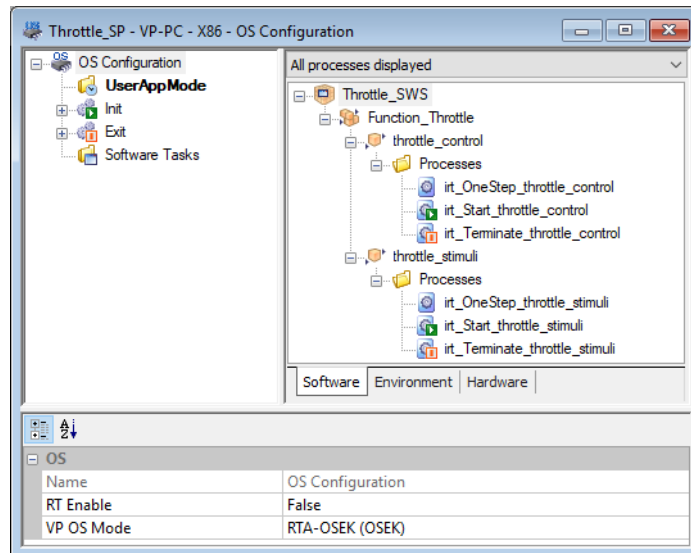 Throttle_SP - VP-PC - X86 - OS Configuration
OS Configuration
UserAppMode
Init
Exit
Software Tasks
All processes displayed
Throttle_SWS
Function_Throttle
throttle_control
Processes
irt_OneStep_throttle_control
irt_Start_throttle_control
irt_Terminate_throttle_control
throttle_stimuli
Processes
irt_OneStep_throttle_stimuli
irt_Start_throttle_stimuli
irt_Terminate_throttle_stimuli
Software Environment Hardware
OS
Name OS Configuration
RT Enable False
VP OS Mode RTA-OSEK (OSEK)